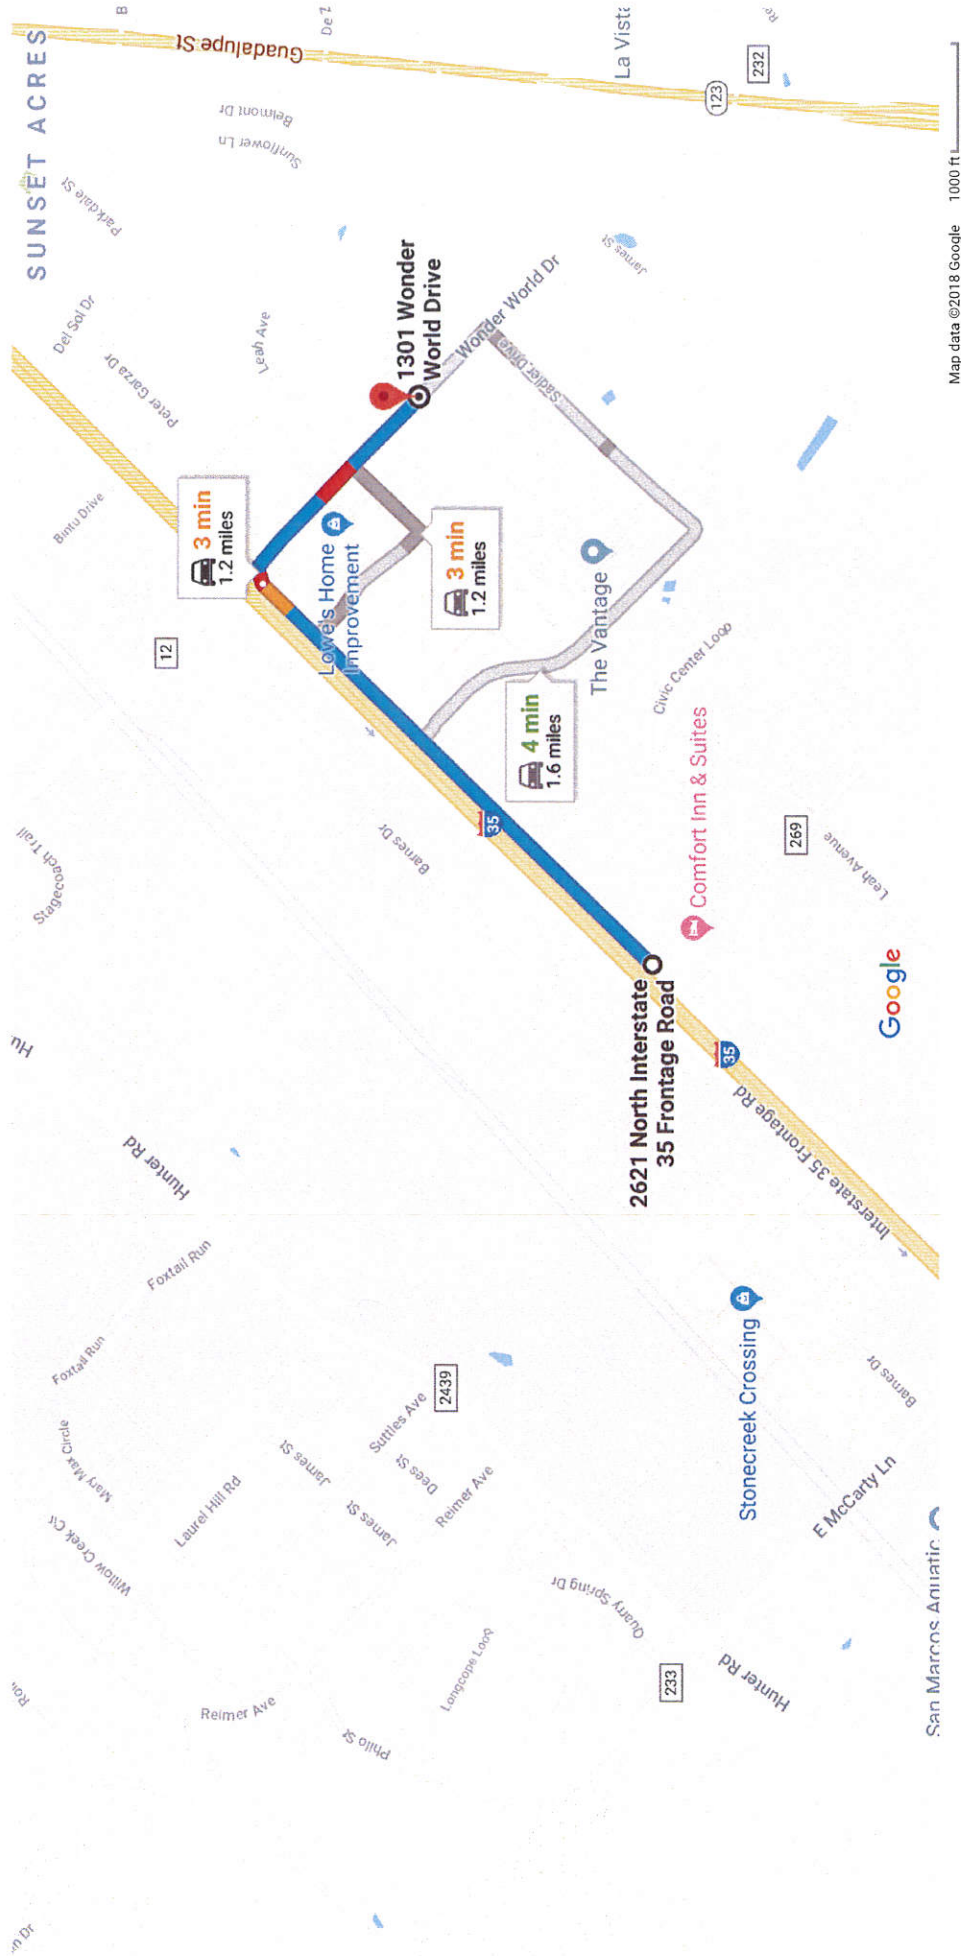 SUNSET ACRES
Guadalupe St
Belmont Dr
Sunflower Ln
Parkdale St
Del Sol Dr
Peter Garza Dr
Leah Ave
Bintu Drive
La Vista
232
123
James St
Wonder World Dr
Sadler Drive
1301 Wonder
World Drive
3 min
1.2 miles
Lowe's Home
Improvement
3 min
1.2 miles
The Vantage
4 min
1.6 miles
12
Civic Center Loop
Comfort Inn & Suites
269
Leah Avenue
Barnes Dr
35
Stagecoach Trail
2621 North Interstate
35 Frontage Road
35
Interstate 35 Frontage Rd
Google
Map data ©2018 Google
1000 ft
Hu
Hunter Rd
Foxtail Run
Foxtail Run
Mary Max Circle
Willow Creek Cir
Laurel Hill Rd
James St
James St
Suttles Ave
Dees St
Reimer Ave
2439
Stonecreek Crossing
Barnes Dr
E McCarty Ln
San Marcos Aquatic
Quarry Spring Dr
Hunter Rd
233
Longcope Loop
Reimer Ave
Philo St
n Dr